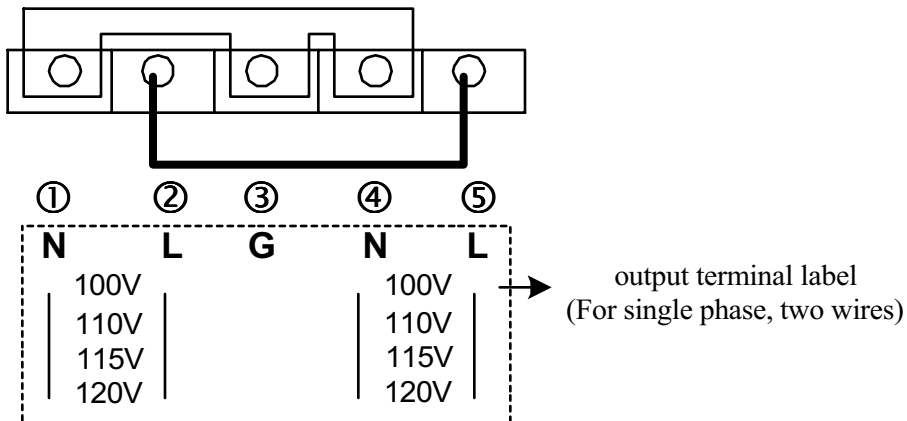 ① ② ③ ④ ⑤
N L G N L
100V 100V
110V 110V
115V 115V
120V 120V
output terminal label
(For single phase, two wires)